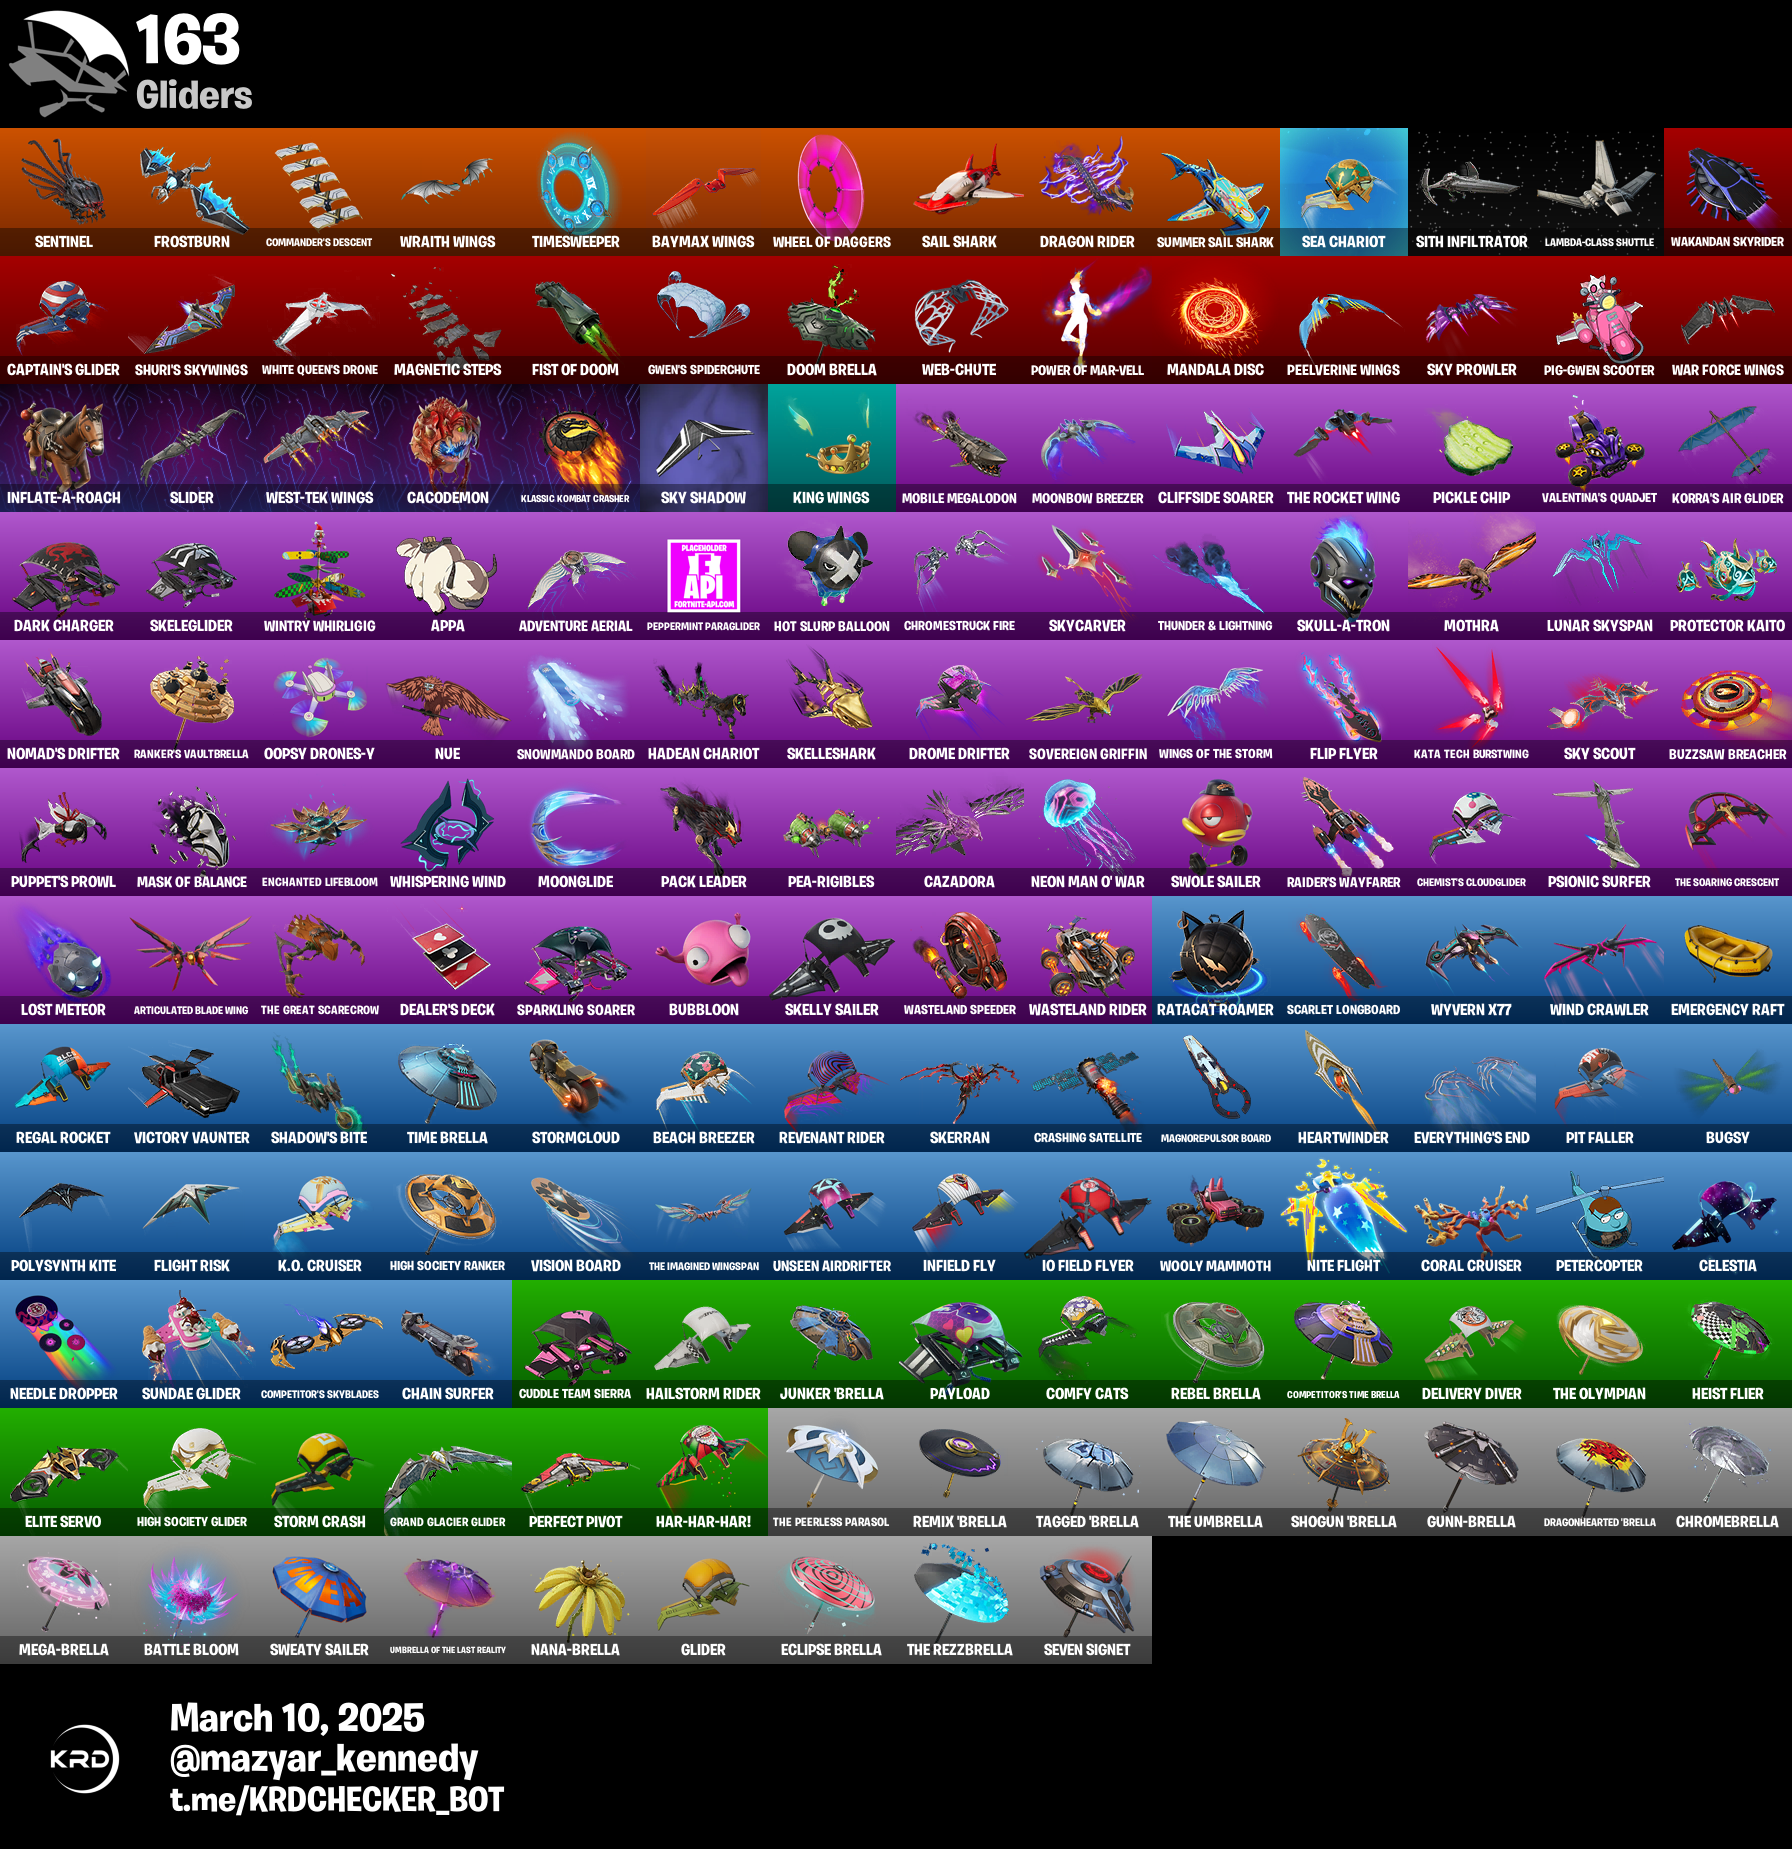 163
Gliders
SENTINEL
FROSTBURN
COMMANDER'S DESCENT
WRAITH WINGS
TIMESWEEPER
BAYMAX WINGS
WHEEL OF DAGGERS
SAIL SHARK
DRAGON RIDER
SUMMER SAIL SHARK
SEA CHARIOT
SITH INFILTRATOR
LAMBDA-CLASS SHUTTLE
WAKANDAN SKYRIDER
CAPTAIN'S GLIDER
SHURI'S SKYWINGS
WHITE QUEEN'S DRONE
MAGNETIC STEPS
FIST OF DOOM
GWEN'S SPIDERCHUTE
DOOM BRELLA
WEB-CHUTE
POWER OF MAR-VELL
MANDALA DISC
PEELVERINE WINGS
SKY PROWLER
PIG-GWEN SCOOTER
WAR FORCE WINGS
INFLATE-A-ROACH
SLIDER
WEST-TEK WINGS
CACODEMON
KLASSIC KOMBAT CRASHER
SKY SHADOW
KING WINGS
MOBILE MEGALODON
MOONBOW BREEZER
CLIFFSIDE SOARER
THE ROCKET WING
PICKLE CHIP
VALENTINA'S QUADJET
KORRA'S AIR GLIDER
DARK CHARGER
SKELEGLIDER
WINTRY WHIRLIGIG
APPA
ADVENTURE AERIAL
PLACEHOLDER
API
FORTNITE-API.COM
PEPPERMINT PARAGLIDER
HOT SLURP BALLOON
CHROMESTRUCK FIRE
SKYCARVER
THUNDER & LIGHTNING
SKULL-A-TRON
MOTHRA
LUNAR SKYSPAN
PROTECTOR KAITO
NOMAD'S DRIFTER
RANKER'S VAULTBRELLA
OOPSY DRONES-Y
NUE
SNOWMANDO BOARD
HADEAN CHARIOT
SKELLESHARK
DROME DRIFTER
SOVEREIGN GRIFFIN
WINGS OF THE STORM
FLIP FLYER
KATA TECH BURSTWING
SKY SCOUT
BUZZSAW BREACHER
PUPPET'S PROWL
MASK OF BALANCE
ENCHANTED LIFEBLOOM
WHISPERING WIND
MOONGLIDE
PACK LEADER
PEA-RIGIBLES
CAZADORA
NEON MAN O' WAR
SWOLE SAILER
RAIDER'S WAYFARER
CHEMIST'S CLOUDGLIDER
PSIONIC SURFER
THE SOARING CRESCENT
LOST METEOR
ARTICULATED BLADE WING
THE GREAT SCARECROW
DEALER'S DECK
SPARKLING SOARER
BUBBLOON
SKELLY SAILER
WASTELAND SPEEDER
WASTELAND RIDER
RATACAT ROAMER
SCARLET LONGBOARD
WYVERN X77
WIND CRAWLER
EMERGENCY RAFT
REGAL ROCKET
VICTORY VAUNTER
SHADOW'S BITE
TIME BRELLA
STORMCLOUD
BEACH BREEZER
REVENANT RIDER
SKERRAN
CRASHING SATELLITE
MAGNOREPULSOR BOARD
HEARTWINDER
EVERYTHING'S END
PIT FALLER
BUGSY
POLYSYNTH KITE
FLIGHT RISK
K.O. CRUISER
HIGH SOCIETY RANKER
VISION BOARD
THE IMAGINED WINGSPAN
UNSEEN AIRDRIFTER
INFIELD FLY
IO FIELD FLYER
WOOLY MAMMOTH
NITE FLIGHT
CORAL CRUISER
PETERCOPTER
CELESTIA
NEEDLE DROPPER
SUNDAE GLIDER
COMPETITOR'S SKYBLADES
CHAIN SURFER
CUDDLE TEAM SIERRA
HAILSTORM RIDER
JUNKER 'BRELLA
PAYLOAD
COMFY CATS
REBEL BRELLA
COMPETITOR'S TIME BRELLA
DELIVERY DIVER
THE OLYMPIAN
HEIST FLIER
ELITE SERVO
HIGH SOCIETY GLIDER
STORM CRASH
GRAND GLACIER GLIDER
PERFECT PIVOT
HAR-HAR-HAR!
THE PEERLESS PARASOL
REMIX 'BRELLA
TAGGED 'BRELLA
THE UMBRELLA
SHOGUN 'BRELLA
GUNN-BRELLA
DRAGONHEARTED 'BRELLA
CHROMEBRELLA
MEGA-BRELLA
BATTLE BLOOM
SWEATY SAILER
UMBRELLA OF THE LAST REALITY
NANA-BRELLA
GLIDER
ECLIPSE BRELLA
THE REZZBRELLA
SEVEN SIGNET
KRD
March 10, 2025
@mazyar_kennedy
t.me/KRDCHECKER_BOT